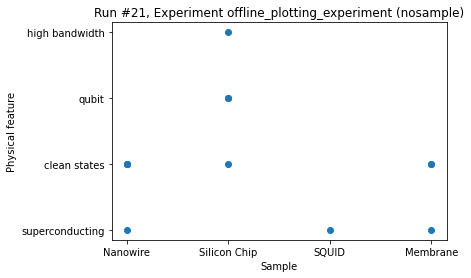 Run #21, Experiment offline_plotting_experiment (nosample)
high bandwidth
qubit
clean states
superconducting
Physical feature
Nanowire
Silicon Chip
SQUID
Membrane
Sample